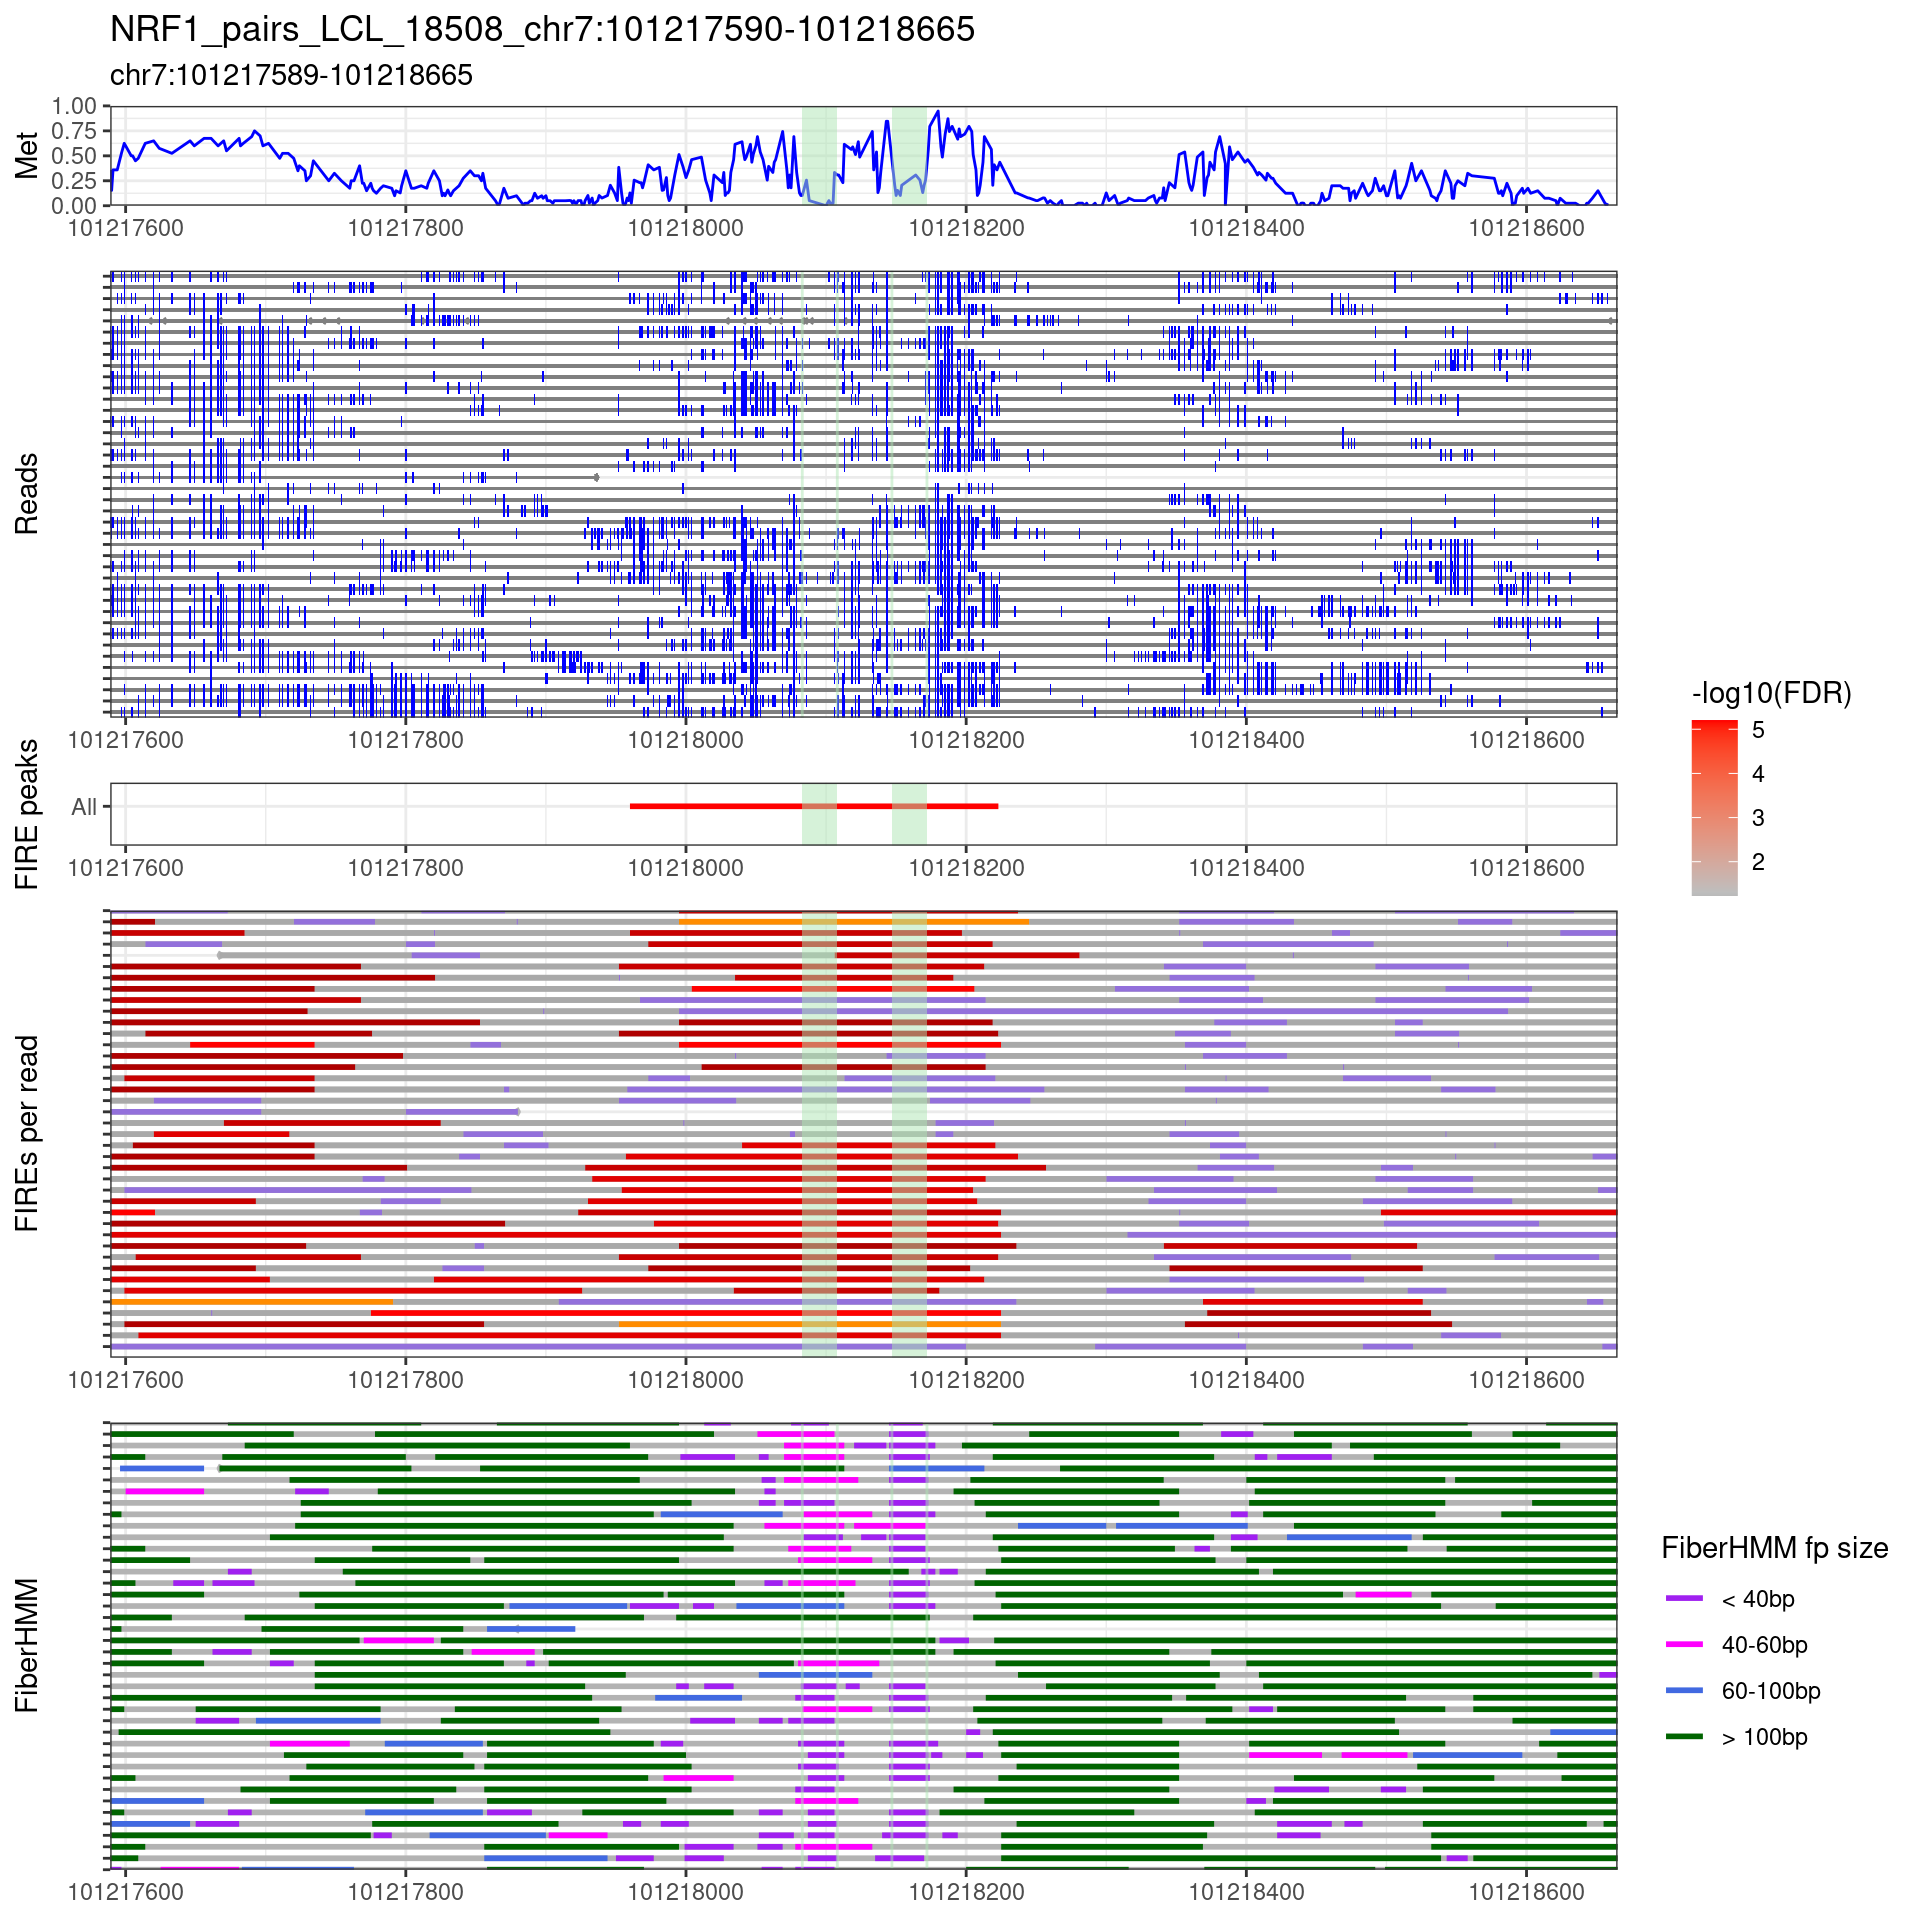 NRF1_pairs_LCL_18508_chr7:101217590-101218665
chr7:101217589-101218665
Met
1.00
0.75
0.50
0.25
0.00
101217600 101217800 101218000 101218200 101218400 101218600
Reads
101217600 101217800 101218000 101218200 101218400 101218600
FIRE peaks
All
101217600 101217800 101218000 101218200 101218400 101218600
FIREs per read
101217600 101217800 101218000 101218200 101218400 101218600
FiberHMM
101217600 101217800 101218000 101218200 101218400 101218600
-log10(FDR)
5
4
3
2
FiberHMM fp size
< 40bp
40-60bp
60-100bp
> 100bp